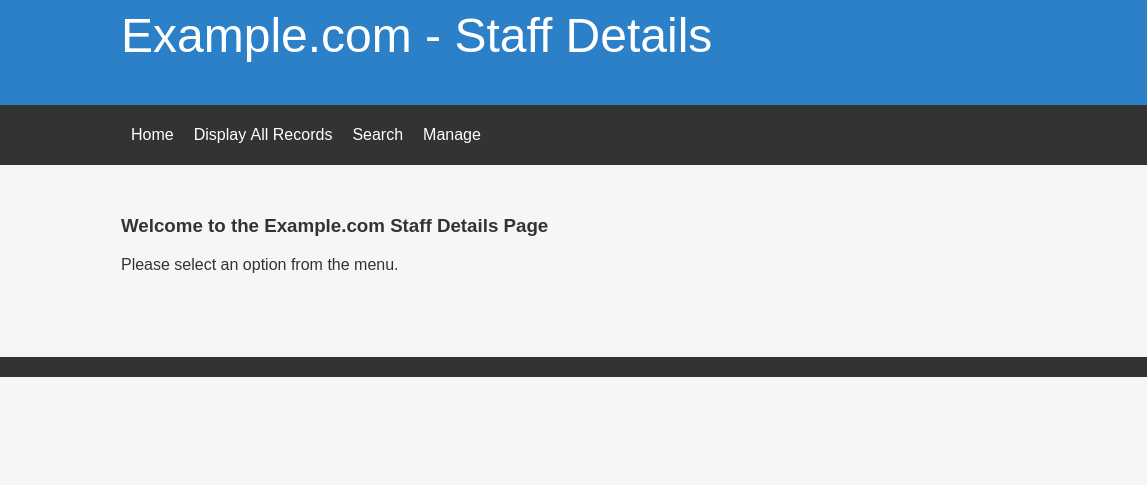 Example.com - Staff Details
Home Display All Records Search Manage
Welcome to the Example.com Staff Details Page
Please select an option from the menu.